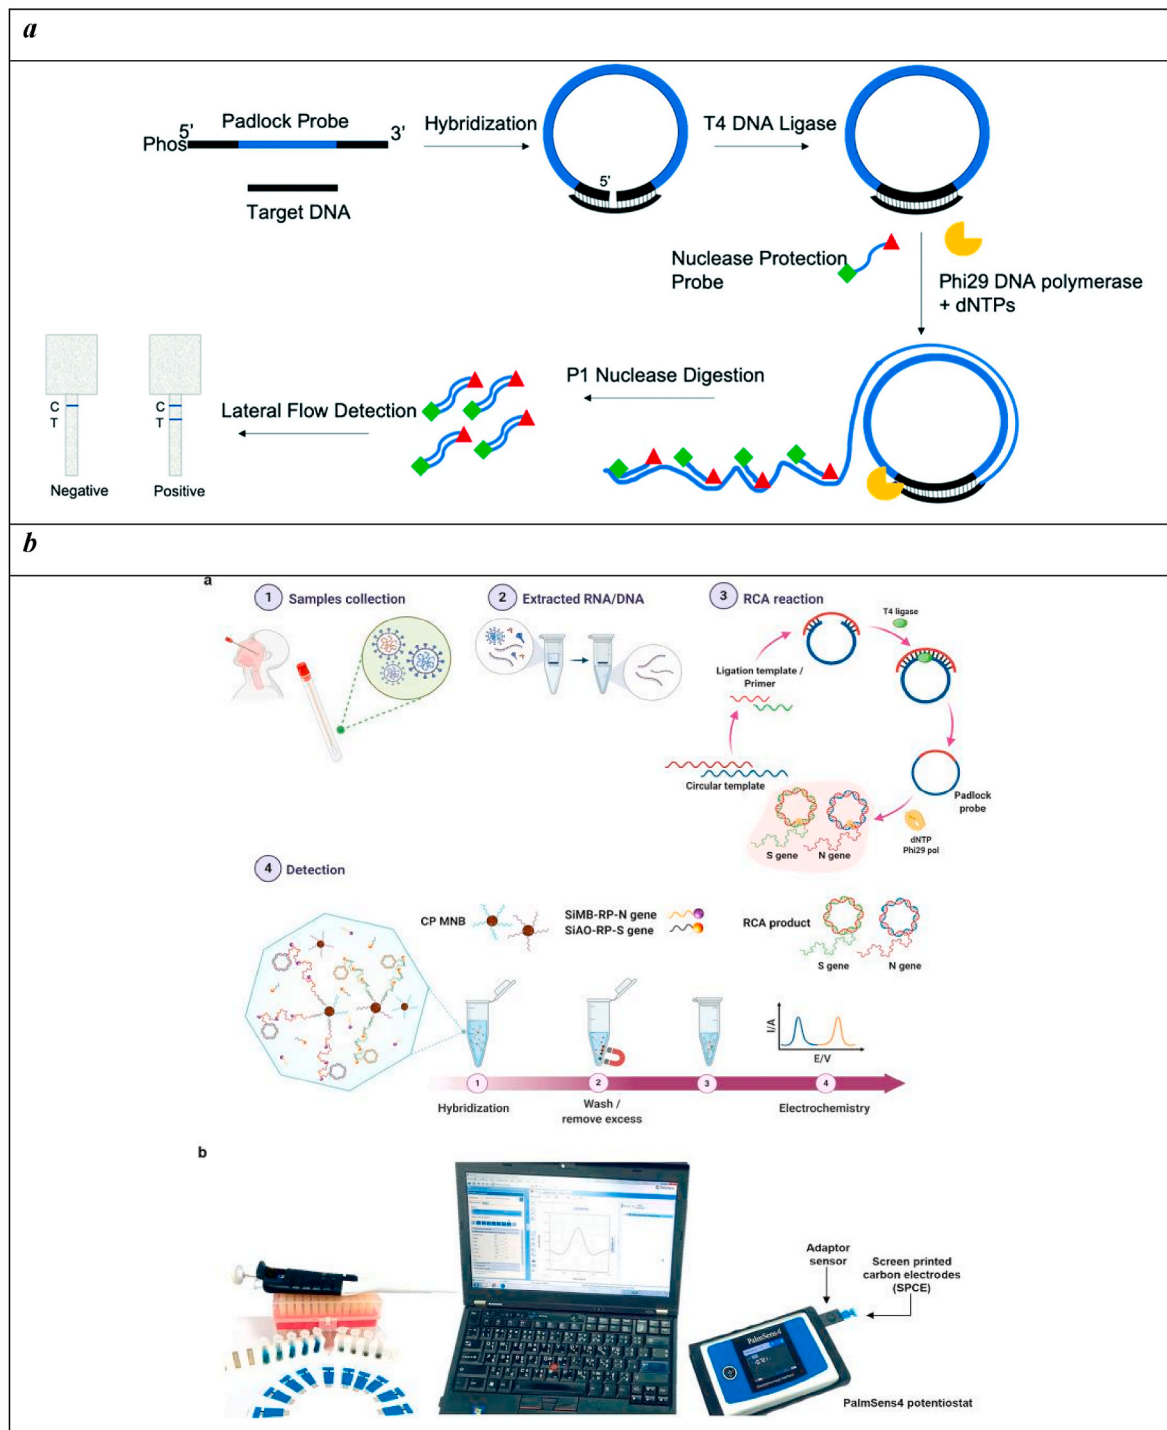 a
Padlock Probe
5’
3’
Phos
Target DNA
Hybridization
5’
T4 DNA Ligase
Nuclease Protection
Probe
Phi29 DNA polymerase
+ dNTPs
P1 Nuclease Digestion
Lateral Flow Detection
C
T
Negative
C
T
Positive
b
a
1 Samples collection
2 Extracted RNA/DNA
3 RCA reaction
T4 ligase
Ligation template /
Primer
Circular template
Padlock
probe
dNTP
Phi29 pol
S gene
N gene
4 Detection
CP MNB
SiMB-RP-N gene
SiAO-RP-S gene
RCA product
S gene
N gene
I/A
E/V
1
2
3
4
Hybridization
Wash /
remove excess
Electrochemistry
b
Adaptor
sensor
Screen printed
carbon electrodes
(SPCE)
PalmSens4
PalmSens4 potentiostat